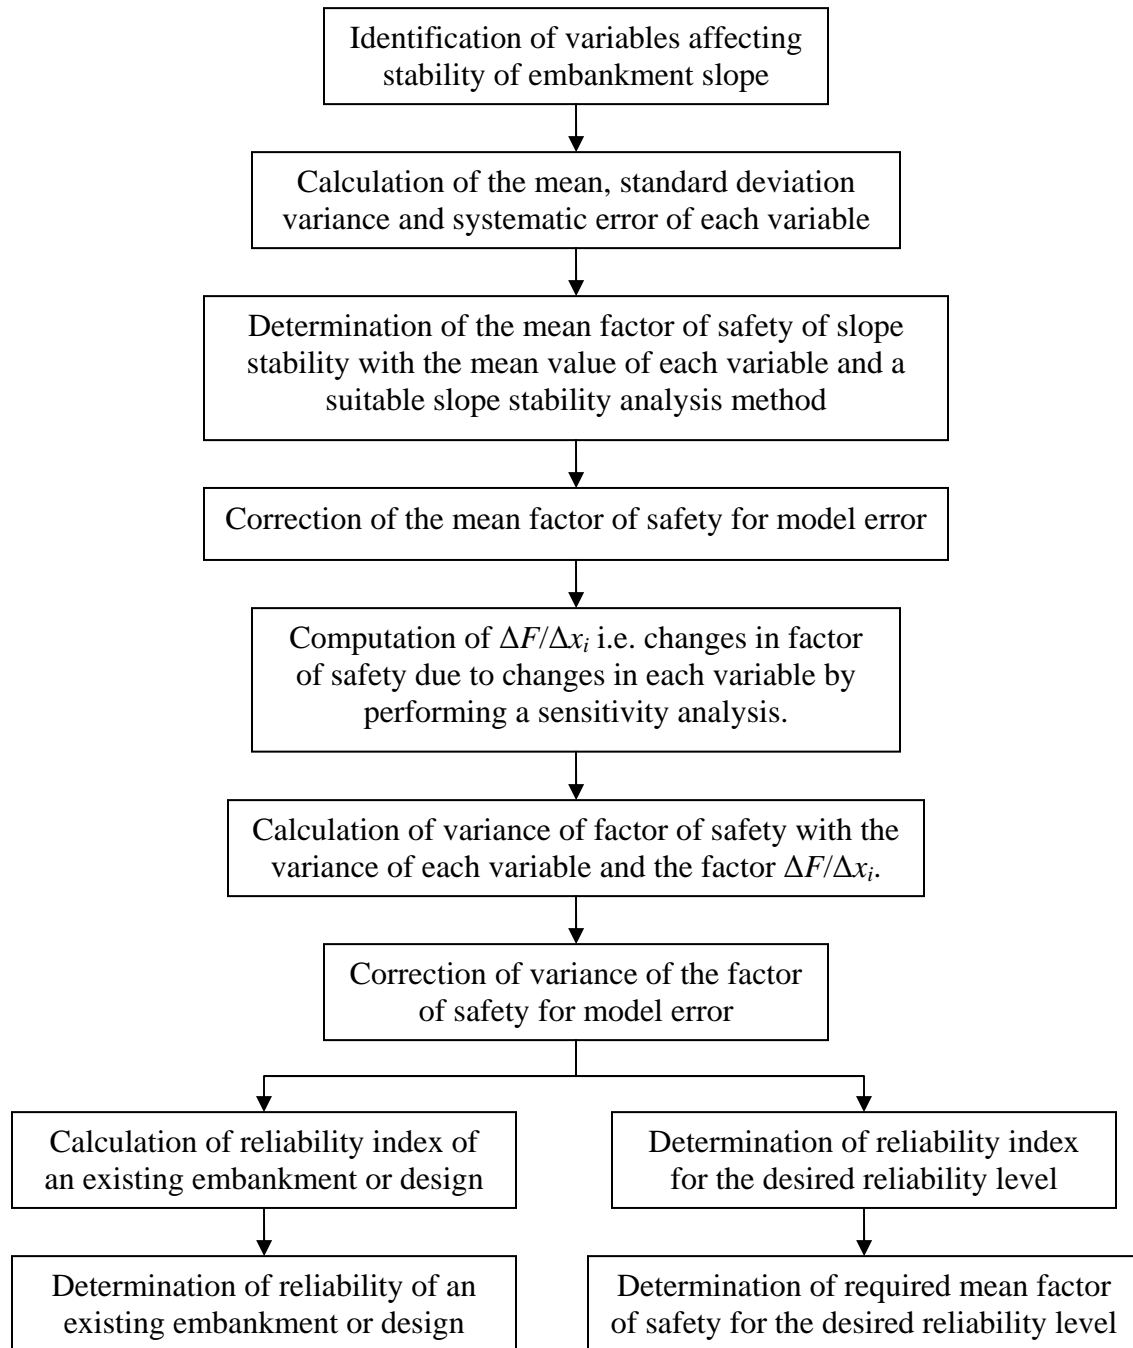 Identification of variables affecting
stability of embankment slope
Calculation of the mean, standard deviation
variance and systematic error of each variable
Determination of the mean factor of safety of slope
stability with the mean value of each variable and a
suitable slope stability analysis method
Correction of the mean factor of safety for model error
Computation of ΔF/Δxᵢ i.e. changes in factor
of safety due to changes in each variable by
performing a sensitivity analysis.
Calculation of variance of factor of safety with the
variance of each variable and the factor ΔF/Δxᵢ.
Correction of variance of the factor
of safety for model error
Calculation of reliability index of
an existing embankment or design
Determination of reliability index
for the desired reliability level
Determination of reliability of an
existing embankment or design
Determination of required mean factor
of safety for the desired reliability level